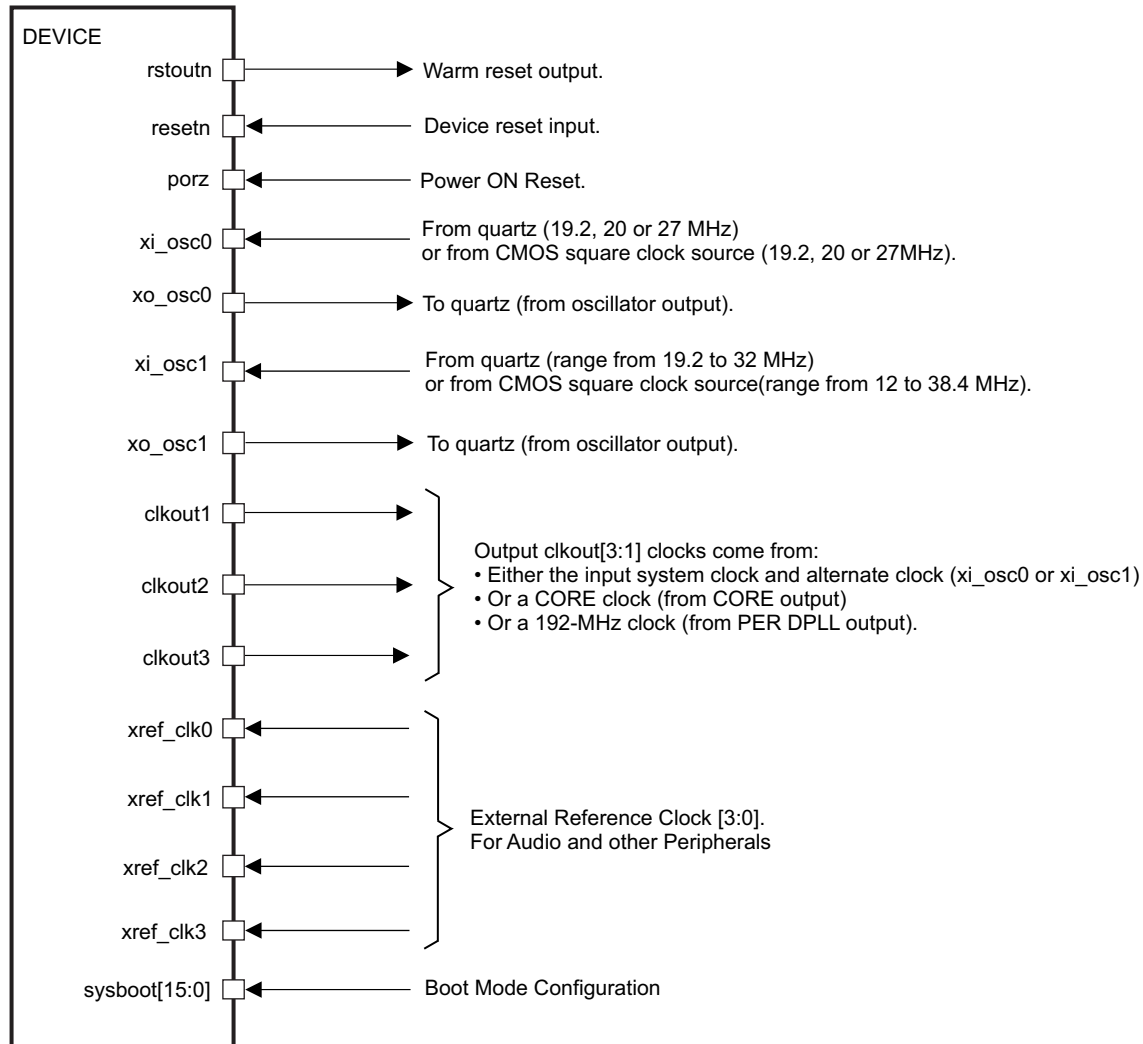 DEVICE
rstoutn
Warm reset output.
resetn
Device reset input.
porz
Power ON Reset.
xi_osc0
From quartz (19.2, 20 or 27 MHz)
or from CMOS square clock source (19.2, 20 or 27MHz).
xo_osc0
To quartz (from oscillator output).
xi_osc1
From quartz (range from 19.2 to 32 MHz)
or from CMOS square clock source(range from 12 to 38.4 MHz).
xo_osc1
To quartz (from oscillator output).
clkout1
clkout2
clkout3
Output clkout[3:1] clocks come from:
• Either the input system clock and alternate clock (xi_osc0 or xi_osc1)
• Or a CORE clock (from CORE output)
• Or a 192-MHz clock (from PER DPLL output).
xref_clk0
xref_clk1
xref_clk2
xref_clk3
External Reference Clock [3:0].
For Audio and other Peripherals
sysboot[15:0]
Boot Mode Configuration